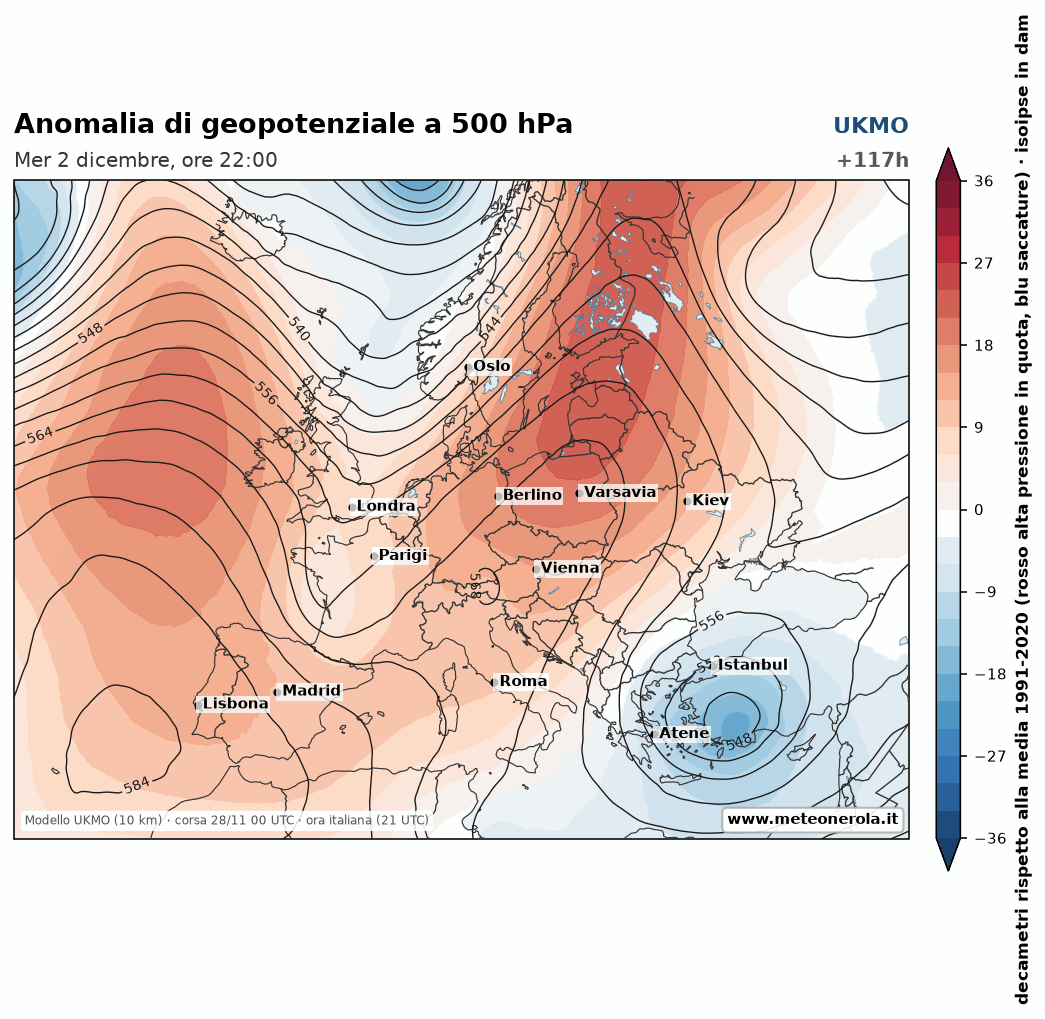 Anomalia di geopotenziale a 500 hPa
UKMO
Mer 2 dicembre, ore 22:00
+117h
548
540
544
556
564
568
556
548
584
Oslo
Londra
Berlino
Varsavia
Kiev
Parigi
Vienna
Istanbul
Roma
Madrid
Lisbona
Atene
Modello UKMO (10 km) · corsa 28/11 00 UTC · ora italiana (21 UTC)
www.meteonerola.it
36
27
18
9
0
−9
−18
−27
−36
decametri rispetto alla media 1991-2020 (rosso alta pressione in quota, blu saccature) · isoipse in dam